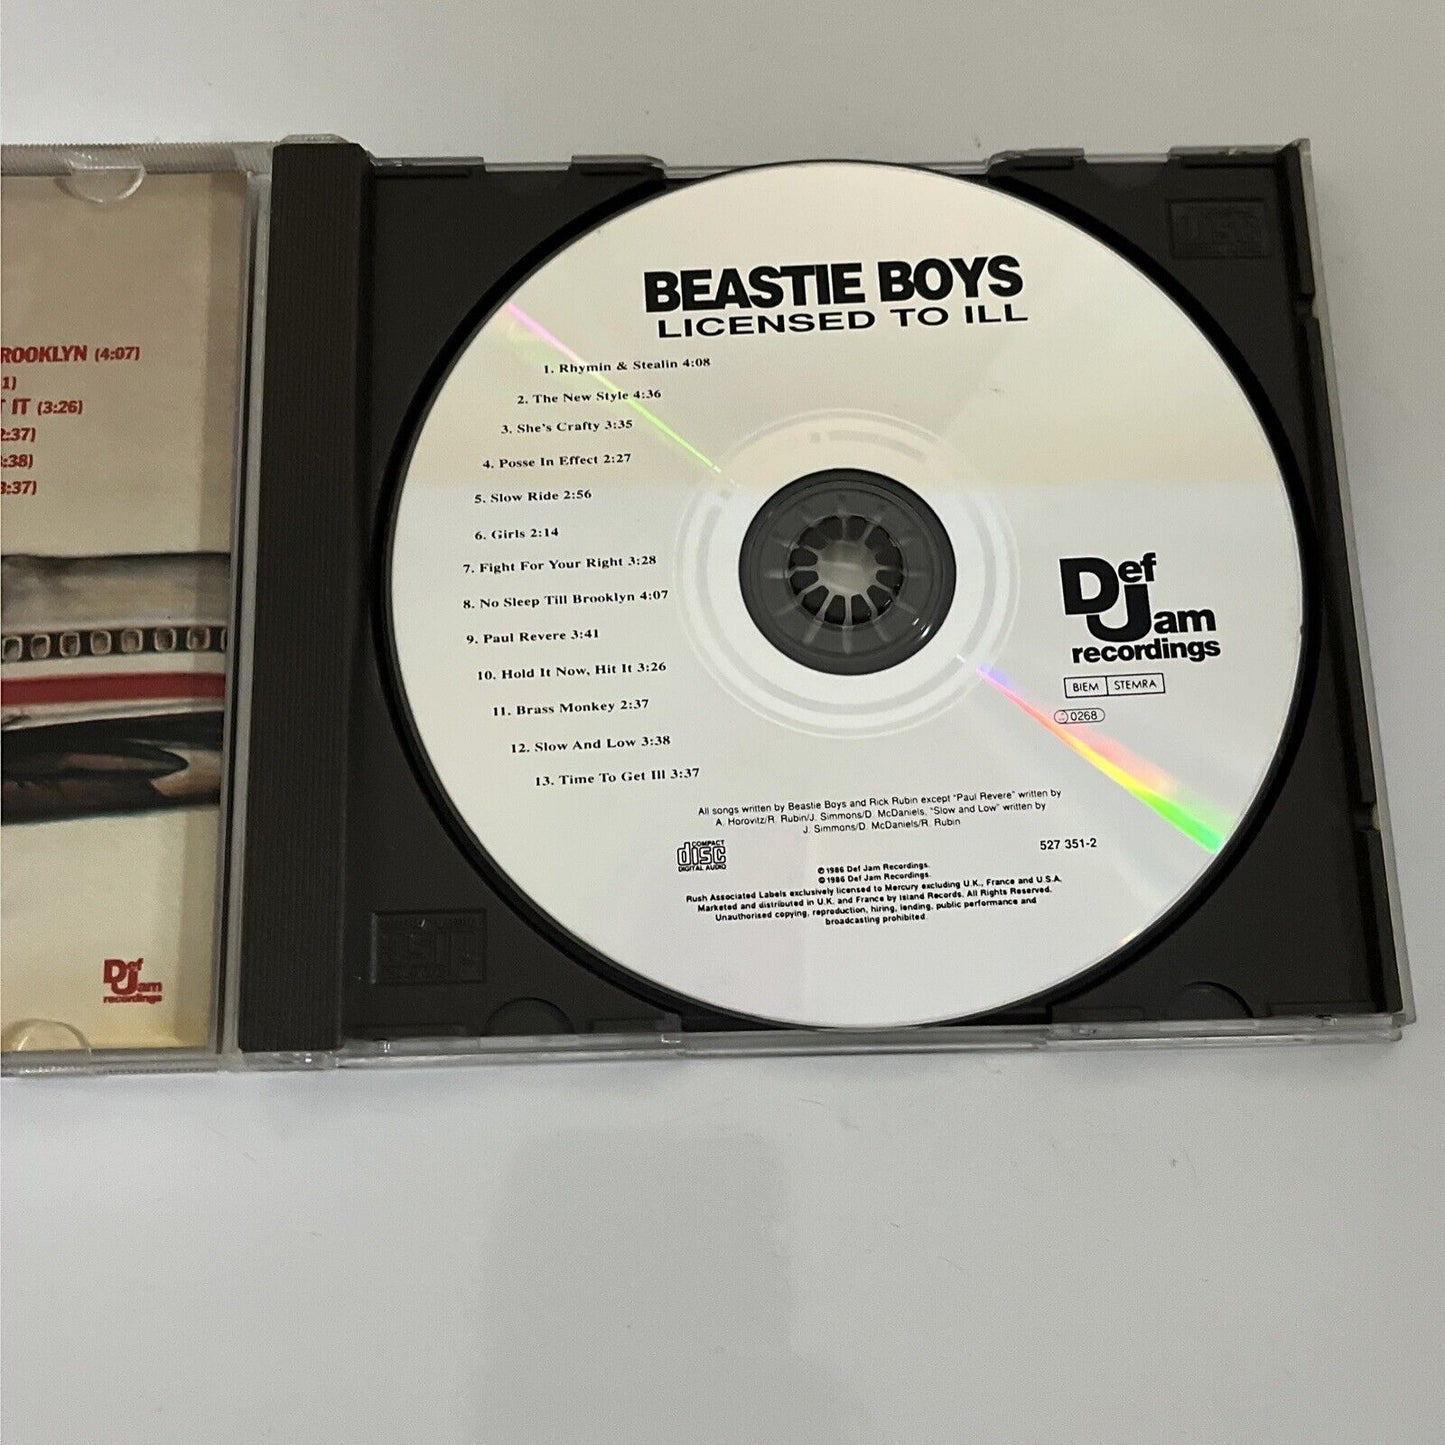 ROOKLYN (4:07)
1)
T IT (3:26)
2:37)
3:38)
3:37)
Def
Jam
recordings
BEASTIE BOYS
LICENSED TO ILL
1. Rhymin & Stealin 4:08
2. The New Style 4:36
3. She's Crafty 3:35
4. Posse In Effect 2:27
5. Slow Ride 2:56
6. Girls 2:14
7. Fight For Your Right 3:28
8. No Sleep Till Brooklyn 4:07
9. Paul Revere 3:41
10. Hold It Now, Hit It 3:26
11. Brass Monkey 2:37
12. Slow And Low 3:38
13. Time To Get Ill 3:37
Def
Jam
recordings
BIEM STEMRA
0268
All songs written by Beastie Boys and Rick Rubin except "Paul Revere" written by
A. Horovitz/R. Rubin/J. Simmons/D. McDaniels, "Slow and Low" written by
J. Simmons/D. McDaniels/R. Rubin
COMPACT
disc
DIGITAL AUDIO
527 351-2
℗ 1986 Def Jam Recordings.
© 1986 Def Jam Recordings.
Rush Associated Labels exclusively licensed to Mercury excluding U.K., France and U.S.A.
Marketed and distributed in U.K. and France by Island Records. All Rights Reserved.
Unauthorised copying, reproduction, hiring, lending, public performance and
broadcasting prohibited.